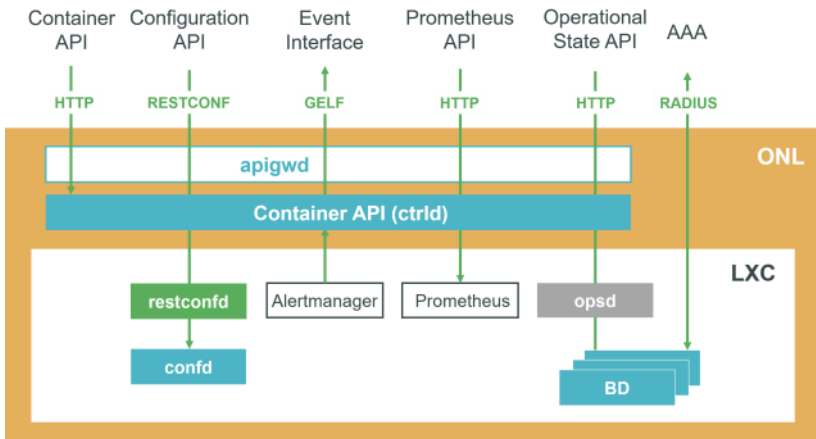 Container
API
Configuration
API
Event
Interface
Prometheus
API
Operational
State API
AAA
HTTP
RESTCONF
GELF
HTTP
HTTP
RADIUS
ONL
apigwd
Container API (ctrld)
LXC
restconfd
Alertmanager
Prometheus
opsd
confd
BD